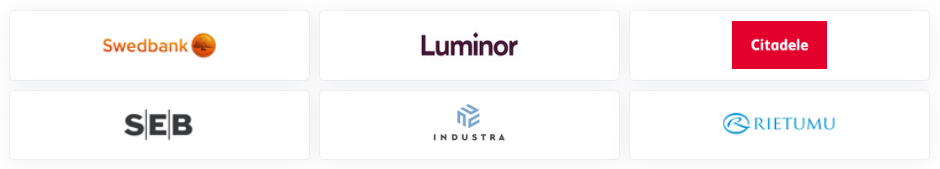 Swedbank
Luminor
Citadele
SEB
INDUSTRA
RIETUMU